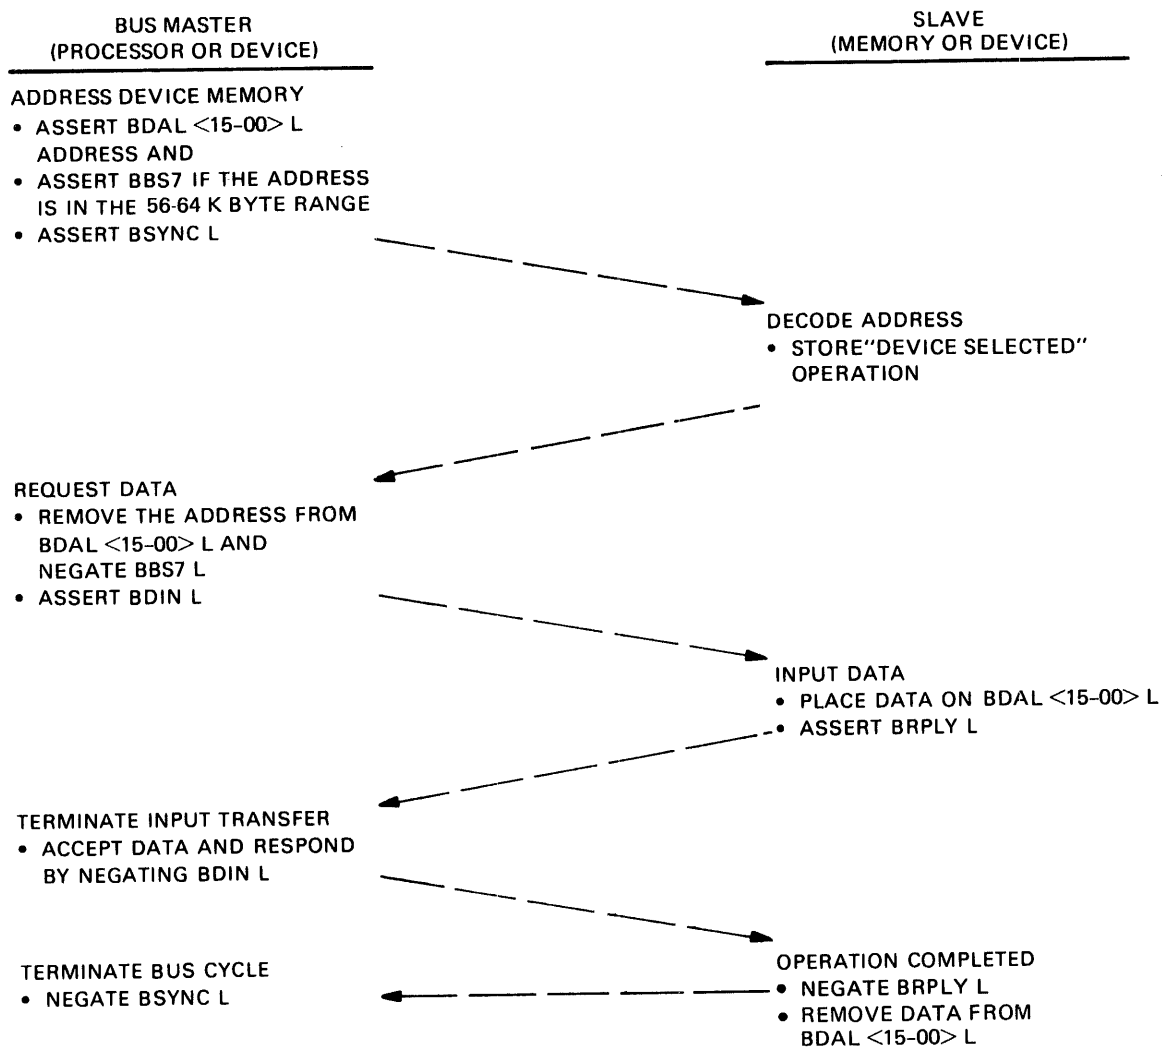 BUS MASTER
(PROCESSOR OR DEVICE)
SLAVE
(MEMORY OR DEVICE)
ADDRESS DEVICE MEMORY
• ASSERT BDAL <15-00> L
ADDRESS AND
• ASSERT BBS7 IF THE ADDRESS
IS IN THE 56-64 K BYTE RANGE
• ASSERT BSYNC L
DECODE ADDRESS
• STORE"DEVICE SELECTED"
OPERATION
REQUEST DATA
• REMOVE THE ADDRESS FROM
BDAL <15-00> L AND
NEGATE BBS7 L
• ASSERT BDIN L
INPUT DATA
• PLACE DATA ON BDAL <15-00> L
• ASSERT BRPLY L
TERMINATE INPUT TRANSFER
• ACCEPT DATA AND RESPOND
BY NEGATING BDIN L
OPERATION COMPLETED
• NEGATE BRPLY L
• REMOVE DATA FROM
BDAL <15-00> L
TERMINATE BUS CYCLE
• NEGATE BSYNC L